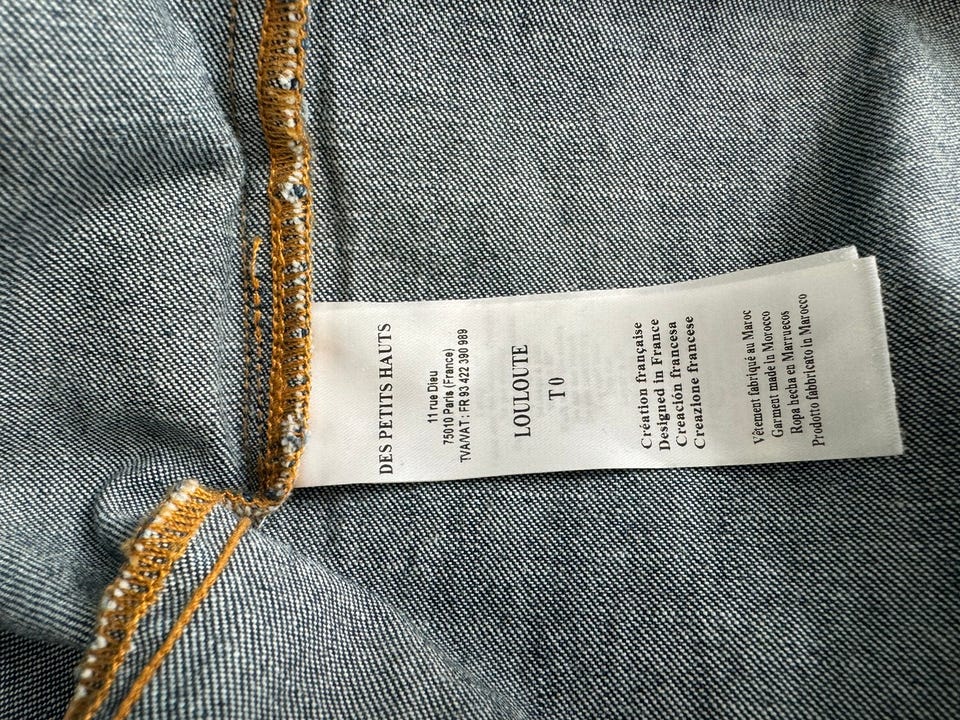 DES PETITS HAUTS
11 rue Dieu
75010 Paris (France)
TVA/VAT : FR 93 422 390 989
LOULOUTE
T 0
Création française
Designed in France
Creación francesa
Creazione francese
Vêtement fabriqué au Maroc
Garment made in Morocco
Ropa hecha en Marruecos
Prodotto fabbricato in Marocco